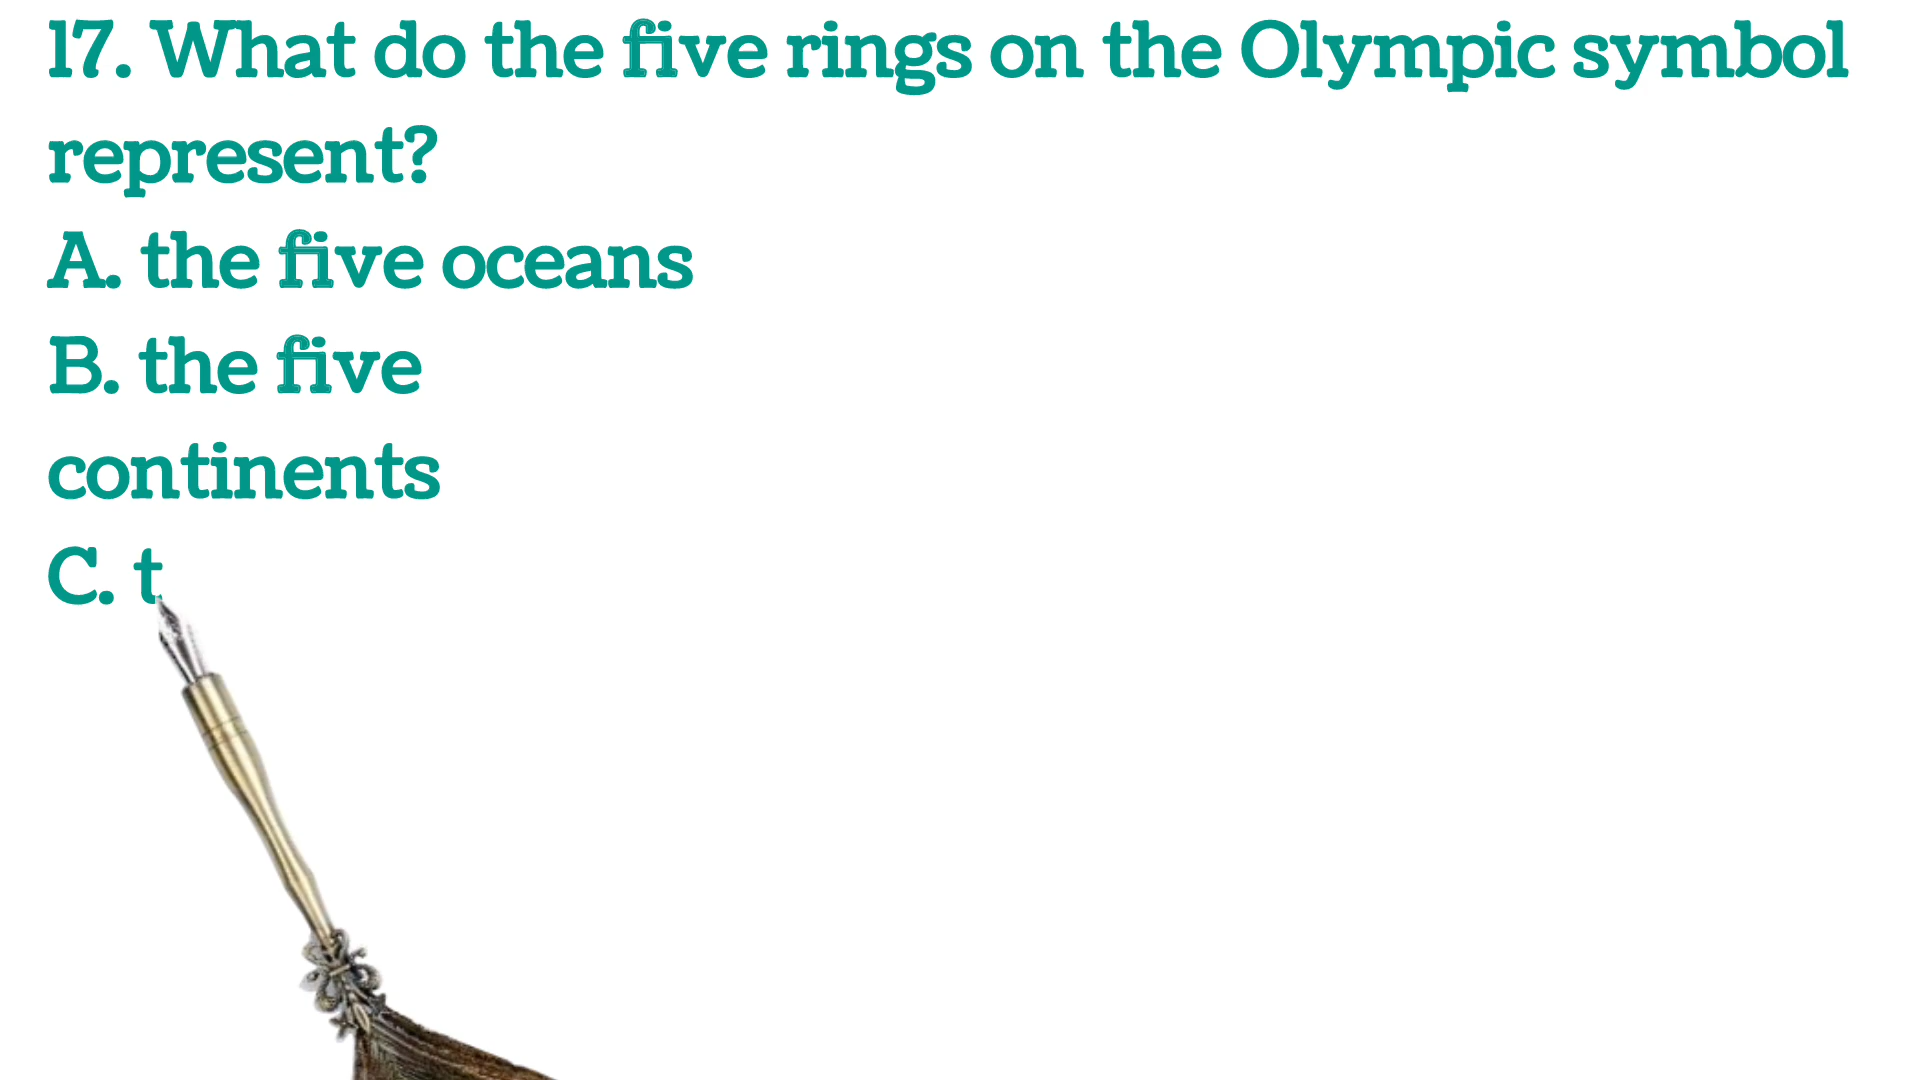 17. What do the five rings on the Olympic symbol
represent?
A. the five oceans
B. the five
continents
C. t